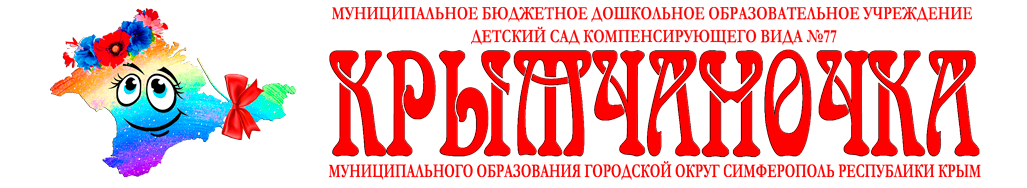 МУНИЦИПАЛЬНОЕ БЮДЖЕТНОЕ ДОШКОЛЬНОЕ ОБРАЗОВАТЕЛЬНОЕ УЧРЕЖДЕНИЕ
ДЕТСКИЙ САД КОМПЕНСИРУЮЩЕГО ВИДА №77
КРЫМЧАНОЧКА
МУНИЦИПАЛЬНОГО ОБРАЗОВАНИЯ ГОРОДСКОЙ ОКРУГ СИМФЕРОПОЛЬ РЕСПУБЛИКИ КРЫМ